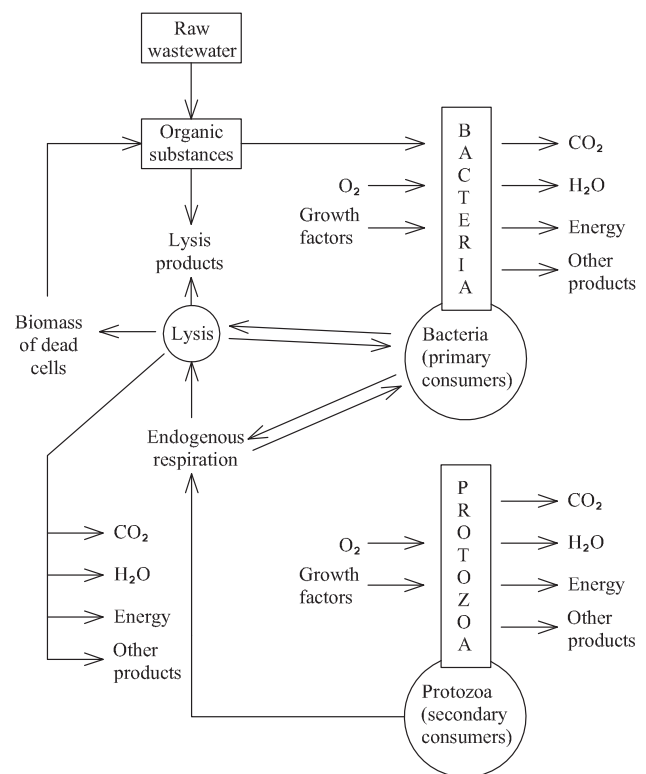 Raw
wastewater
Organic
substances
Lysis
products
Lysis
Biomass
of dead
cells
Endogenous
respiration
CO₂
H₂O
Energy
Other
products
O₂
Growth
factors
BACTERIA
CO₂
H₂O
Energy
Other
products
Bacteria
(primary
consumers)
O₂
Growth
factors
PROTOZOA
CO₂
H₂O
Energy
Other
products
Protozoa
(secondary
consumers)